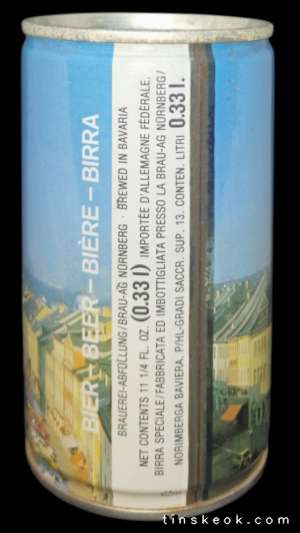 BIER – BEER – BIÈRE – BIRRA
BRAUEREI-ABFÜLLUNG/BRAU-AG NÜRNBERG · BREWED IN BAVARIA
NET CONTENTS 11 1/4 FL. OZ. (0.33 l) IMPORTÉE D'ALLEMAGNE FÉDÉRALE.
BIRRA SPECIALE/FABBRICATA ED IMBOTTIGLIATA PRESSO LA BRAU-AG NÜRNBERG/
NORIMBERGA BAVIERA. P/HL-GRADI SACCR. SUP. 13. CONTEN. LITRI 0.33 l.
tinskeok.com